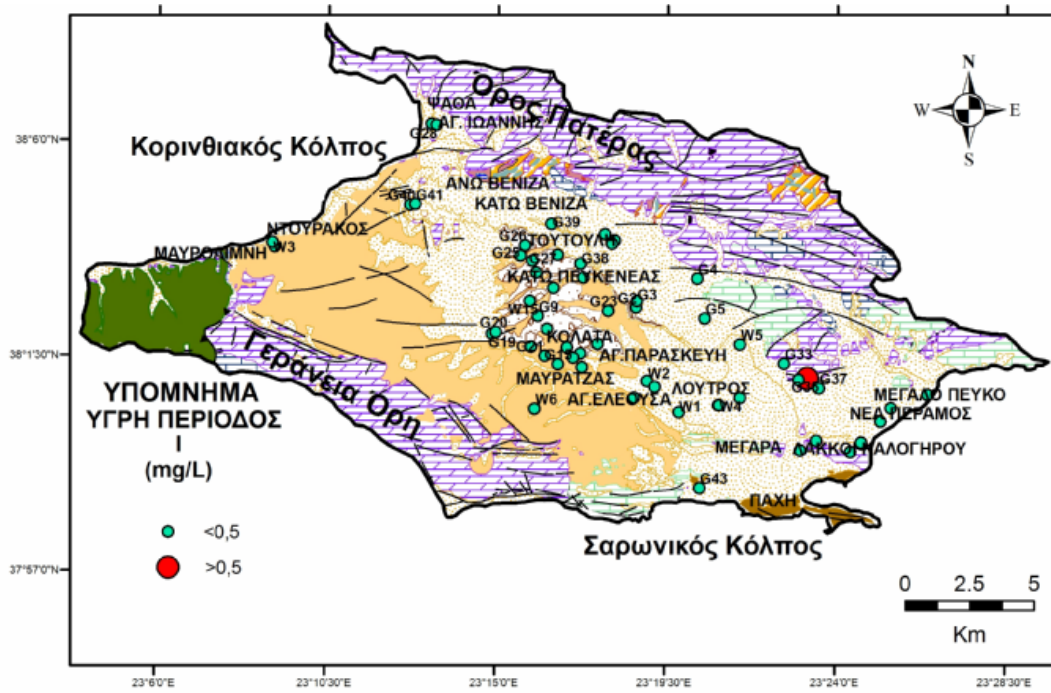 N
W
E
S
Όρος Πατέρας
ΨΑΘΑ
ΑΓ. ΙΩΑΝΝΗΣ
G28
38°6'0"N
Κορινθιακός Κόλπος
ΑΝΩ ΒΕΝΙΖΑ
G40
G41
ΚΑΤΩ ΒΕΝΙΖΑ
ΝΤΟΥΡΑΚΟΣ
G39
G26
ΤΟΥΤΟΥΛΗ
ΜΑΥΡΟΛΙΜΝΗ
W3
G25
G27
G38
ΚΑΤΩ ΠΕΥΚΕΝΕΑΣ
G4
G23
G3
W15
G9
G5
G20
G19
ΚΟΛΑΤΑ
W5
38°1'30"N
ΑΓ.ΠΑΡΑΣΚΕΥΗ
G33
Γεράνεια Όρη
ΜΑΥΡΑΤΖΑΣ
W2
ΛΟΥΤΡΟΣ
G37
ΜΕΓΑΛΟ ΠΕΥΚΟ
ΥΠΟΜΝΗΜΑ
W6
ΑΓ.ΕΛΕΟΥΣΑ
W1
W4
ΝΕΑ ΠΕΡΑΜΟΣ
ΥΓΡΗ ΠΕΡΙΟΔΟΣ
I
(mg/L)
ΜΕΓΑΡΑ
ΛΑΚΚΟΙ ΚΑΛΟΓΗΡΟΥ
G43
ΠΑΧΗ
<0,5
>0,5
Σαρωνικός Κόλπος
37°57'0"N
0 2.5 5
Km
23°6'0"E 23°10'30"E 23°15'0"E 23°19'30"E 23°24'0"E 23°28'30"E